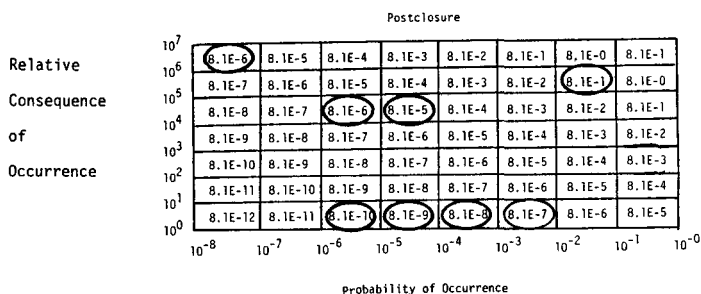 Postclosure
Relative
Consequence
of
Occurrence
10^7
8.1E-6 8.1E-5 8.1E-4 8.1E-3 8.1E-2 8.1E-1 8.1E-0 8.1E-1
10^6
8.1E-7 8.1E-6 8.1E-5 8.1E-4 8.1E-3 8.1E-2 8.1E-1 8.1E-0
10^5
8.1E-8 8.1E-7 8.1E-6 8.1E-5 8.1E-4 8.1E-3 8.1E-2 8.1E-1
10^4
8.1E-9 8.1E-8 8.1E-7 8.1E-6 8.1E-5 8.1E-4 8.1E-3 8.1E-2
10^3
8.1E-10 8.1E-9 8.1E-8 8.1E-7 8.1E-6 8.1E-5 8.1E-4 8.1E-3
10^2
8.1E-11 8.1E-10 8.1E-9 8.1E-8 8.1E-7 8.1E-6 8.1E-5 8.1E-4
10^1
8.1E-12 8.1E-11 8.1E-10 8.1E-9 8.1E-8 8.1E-7 8.1E-6 8.1E-5
10^0
10^-8 10^-7 10^-6 10^-5 10^-4 10^-3 10^-2 10^-1 10^-0
Probability of Occurrence